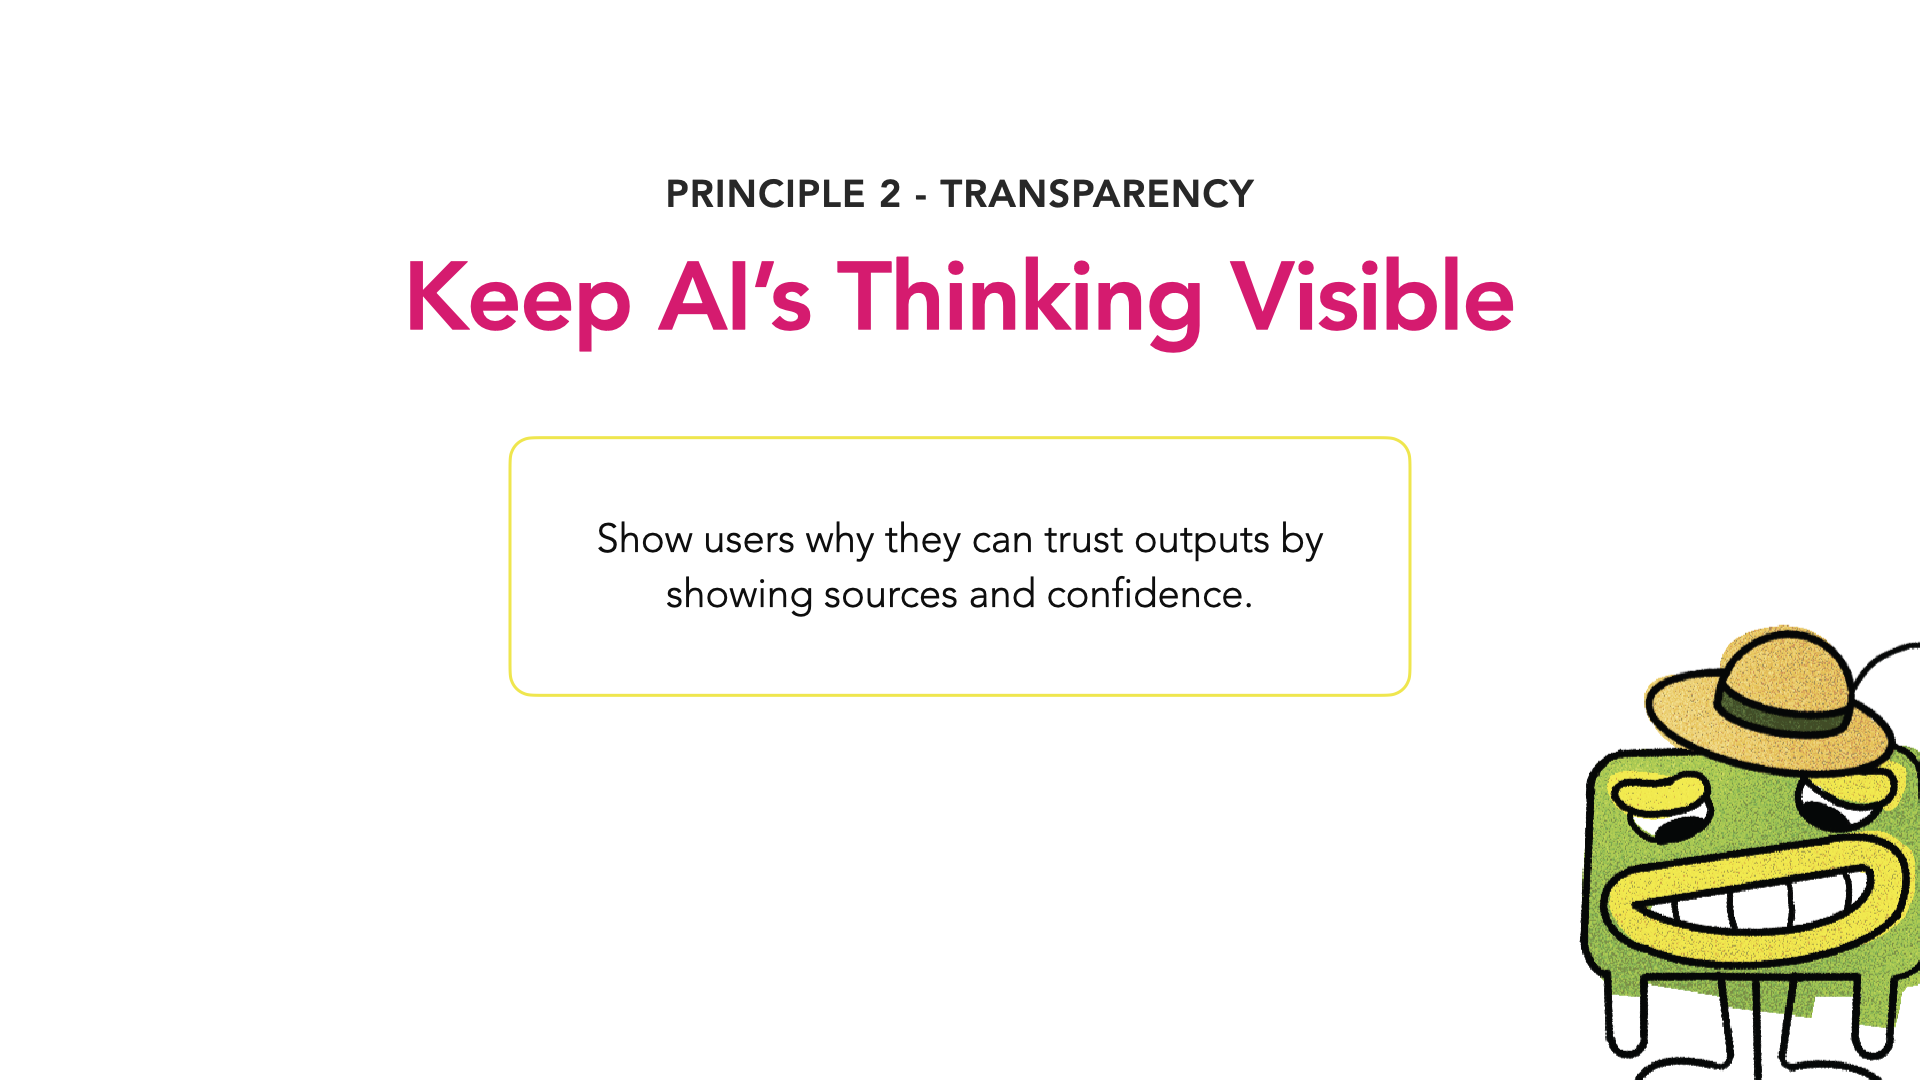 PRINCIPLE 2 - TRANSPARENCY
Keep AI’s Thinking Visible
Show users why they can trust outputs by
showing sources and confidence.